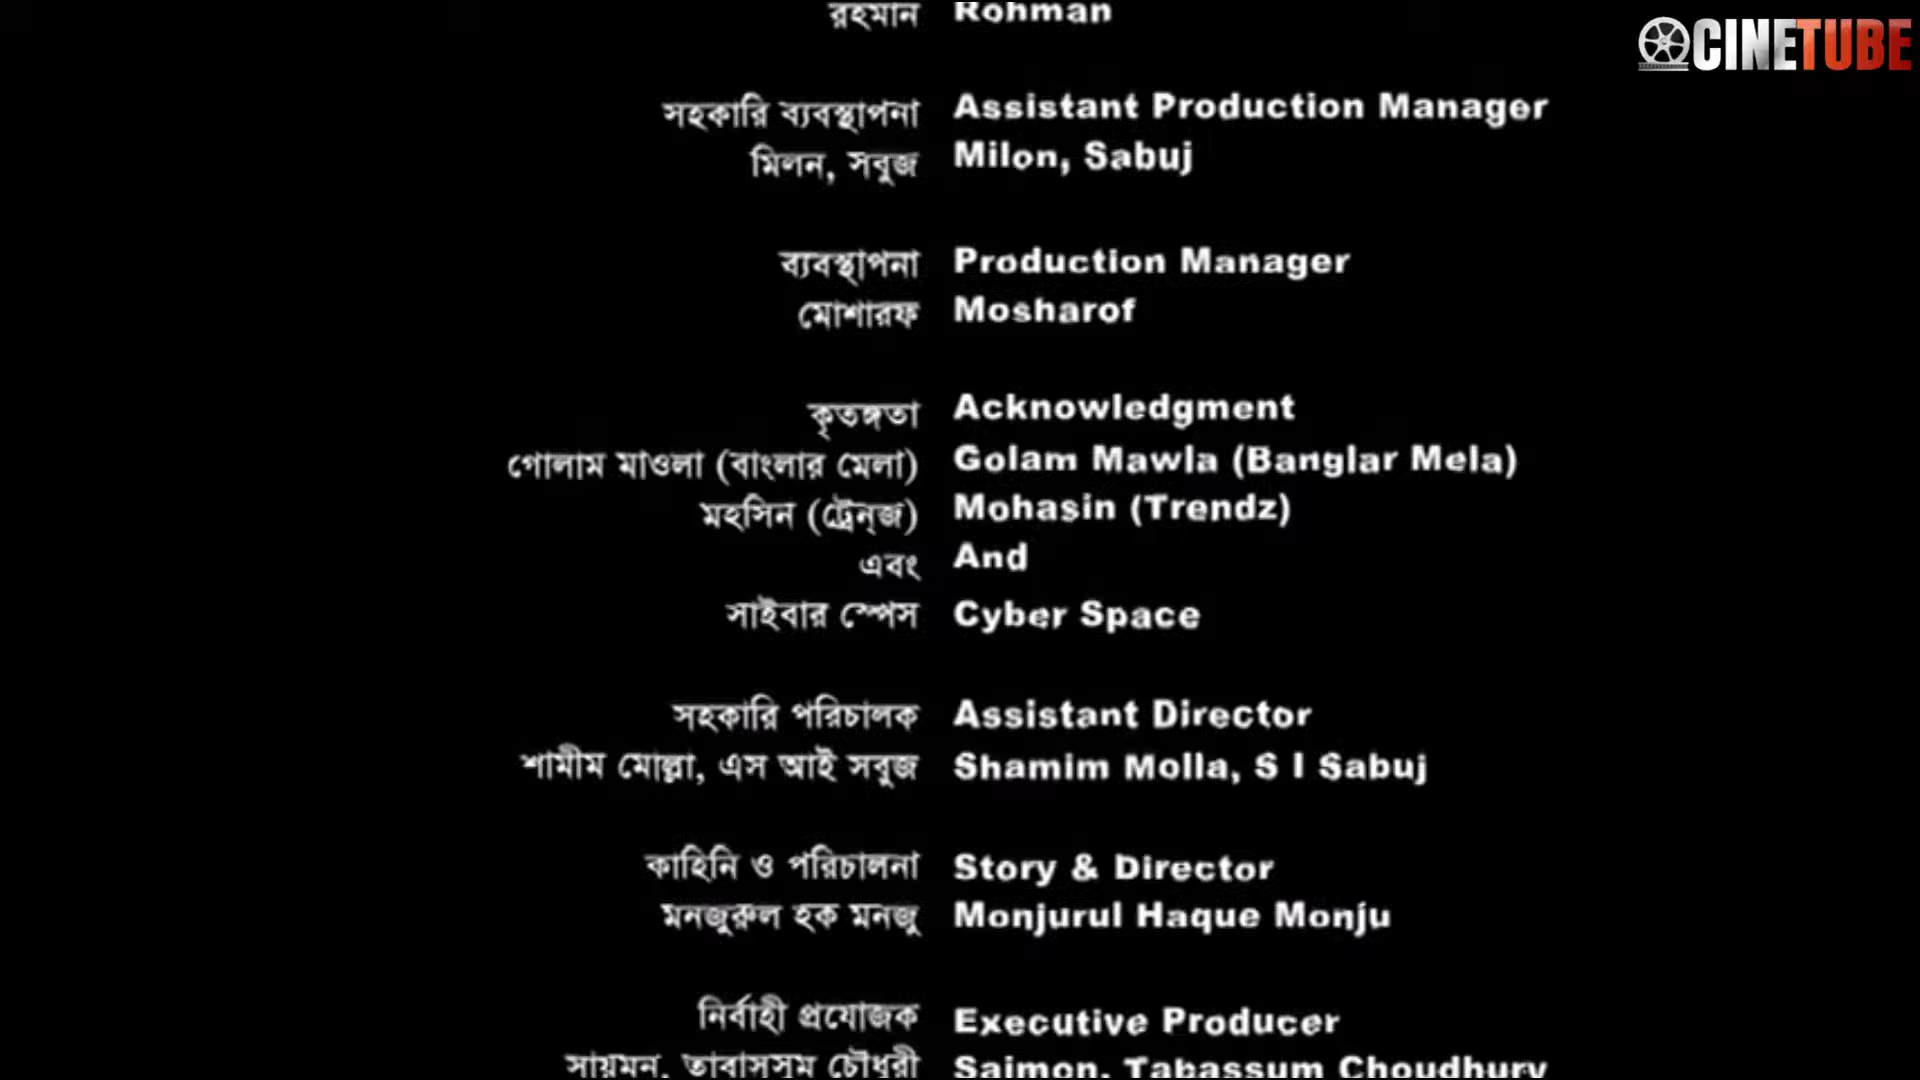 রহমান Rohman
CINETUBE
সহকারি ব্যবস্থাপনা Assistant Production Manager
মিলন, সবুজ Milon, Sabuj
ব্যবস্থাপনা Production Manager
মোশারফ Mosharof
কৃতঙ্গতা Acknowledgment
গোলাম মাওলা (বাংলার মেলা) Golam Mawla (Banglar Mela)
মহসিন (ট্রেন্‌জ) Mohasin (Trendz)
এবং And
সাইবার স্পেস Cyber Space
সহকারি পরিচালক Assistant Director
শামীম মোল্লা, এস আই সবুজ Shamim Molla, S I Sabuj
কাহিনি ও পরিচালনা Story & Director
মনজুরুল হক মনজু Monjurul Haque Monju
নির্বাহী প্রযোজক Executive Producer
সায়মন, তাবাসসুম চৌধুরী Saimon, Tabassum Choudhury